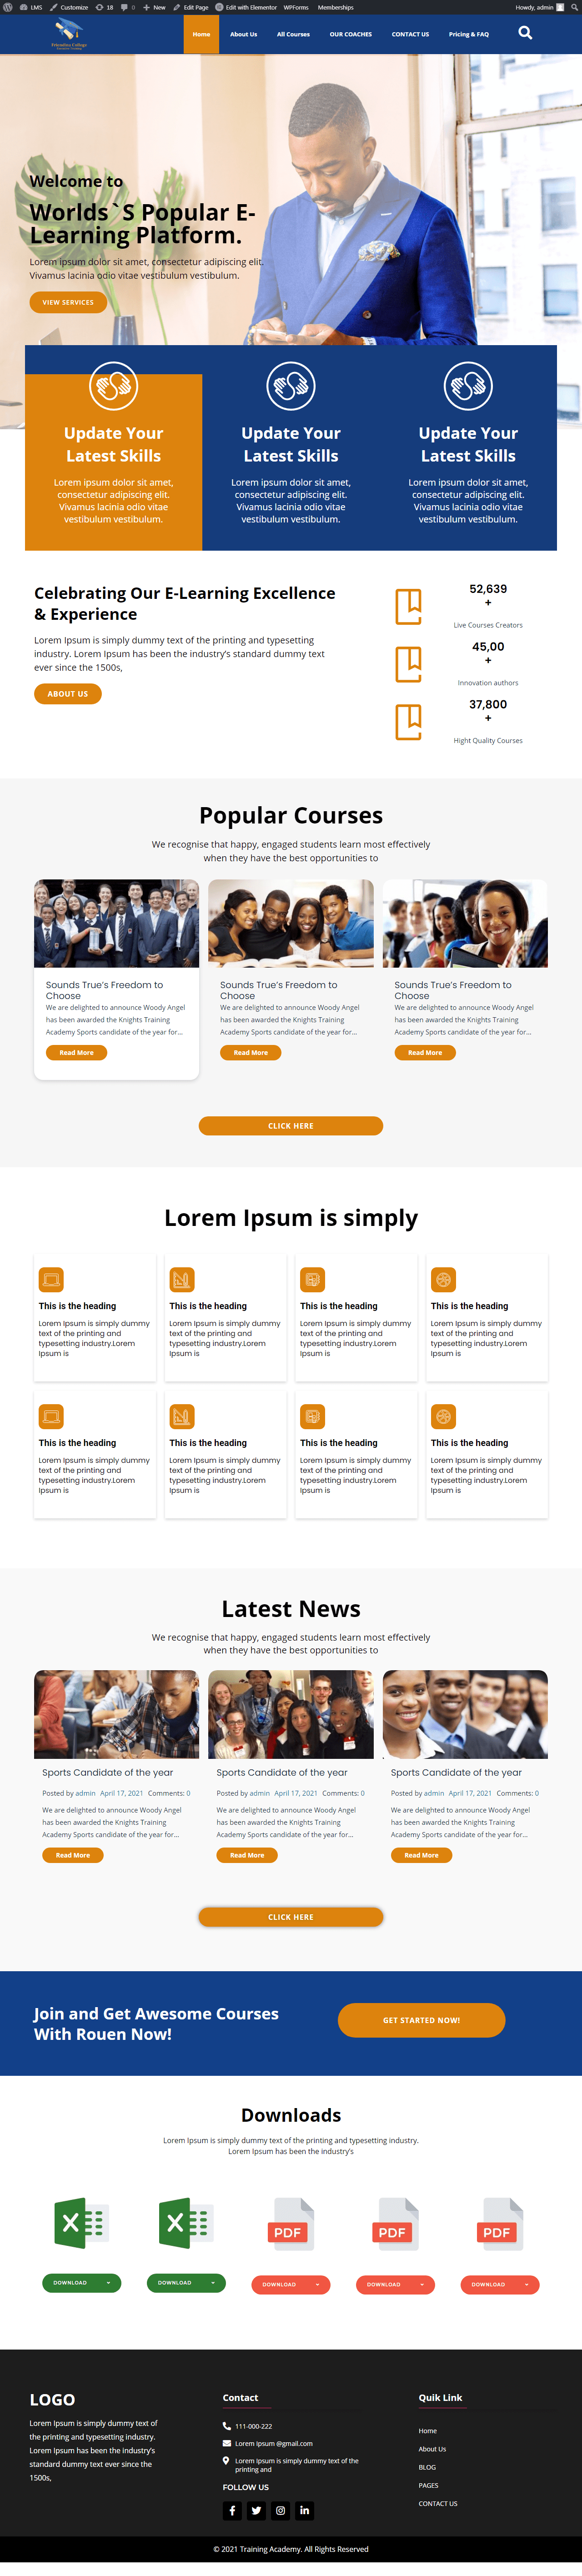 LMS Customize 18 0 New Edit Page Edit with Elementor WPForms Memberships Howdy, admin
Friendzy College
Home About Us All Courses OUR COACHES CONTACT US Pricing & FAQ
Welcome to
Worlds`S Popular E-
Learning Platform.
Lorem ipsum dolor sit amet, consectetur adipiscing elit.
Vivamus lacinia odio vitae vestibulum vestibulum.
VIEW SERVICES
Update Your
Latest Skills
Lorem ipsum dolor sit amet,
consectetur adipiscing elit.
Vivamus lacinia odio vitae
vestibulum vestibulum.
Update Your
Latest Skills
Lorem ipsum dolor sit amet,
consectetur adipiscing elit.
Vivamus lacinia odio vitae
vestibulum vestibulum.
Update Your
Latest Skills
Lorem ipsum dolor sit amet,
consectetur adipiscing elit.
Vivamus lacinia odio vitae
vestibulum vestibulum.
Celebrating Our E-Learning Excellence
& Experience
Lorem Ipsum is simply dummy text of the printing and typesetting
industry. Lorem Ipsum has been the industry's standard dummy text
ever since the 1500s,
ABOUT US
52,639
+
Live Courses Creators
45,00
+
Innovation authors
37,800
+
Hight Quality Courses
Popular Courses
We recognise that happy, engaged students learn most effectively
when they have the best opportunities to
Sounds True's Freedom to
Choose
We are delighted to announce Woody Angel
has been awarded the Knights Training
Academy Sports candidate of the year for...
Read More
Sounds True's Freedom to
Choose
We are delighted to announce Woody Angel
has been awarded the Knights Training
Academy Sports candidate of the year for...
Read More
Sounds True's Freedom to
Choose
We are delighted to announce Woody Angel
has been awarded the Knights Training
Academy Sports candidate of the year for...
Read More
CLICK HERE
Lorem Ipsum is simply
This is the heading
Lorem Ipsum is simply dummy
text of the printing and
typesetting industry.Lorem
Ipsum is
This is the heading
Lorem Ipsum is simply dummy
text of the printing and
typesetting industry.Lorem
Ipsum is
This is the heading
Lorem Ipsum is simply dummy
text of the printing and
typesetting industry.Lorem
Ipsum is
This is the heading
Lorem Ipsum is simply dummy
text of the printing and
typesetting industry.Lorem
Ipsum is
This is the heading
Lorem Ipsum is simply dummy
text of the printing and
typesetting industry.Lorem
Ipsum is
This is the heading
Lorem Ipsum is simply dummy
text of the printing and
typesetting industry.Lorem
Ipsum is
This is the heading
Lorem Ipsum is simply dummy
text of the printing and
typesetting industry.Lorem
Ipsum is
This is the heading
Lorem Ipsum is simply dummy
text of the printing and
typesetting industry.Lorem
Ipsum is
Latest News
We recognise that happy, engaged students learn most effectively
when they have the best opportunities to
Sports Candidate of the year
Posted by admin April 17, 2021 Comments: 0
We are delighted to announce Woody Angel
has been awarded the Knights Training
Academy Sports candidate of the year for...
Read More
Sports Candidate of the year
Posted by admin April 17, 2021 Comments: 0
We are delighted to announce Woody Angel
has been awarded the Knights Training
Academy Sports candidate of the year for...
Read More
Sports Candidate of the year
Posted by admin April 17, 2021 Comments: 0
We are delighted to announce Woody Angel
has been awarded the Knights Training
Academy Sports candidate of the year for...
Read More
CLICK HERE
Join and Get Awesome Courses
With Rouen Now!
GET STARTED NOW!
Downloads
Lorem Ipsum is simply dummy text of the printing and typesetting industry.
Lorem Ipsum has been the industry's
X
X
PDF
PDF
PDF
DOWNLOAD
DOWNLOAD
DOWNLOAD
DOWNLOAD
DOWNLOAD
LOGO
Lorem Ipsum is simply dummy text of
the printing and typesetting industry.
Lorem Ipsum has been the industry's
standard dummy text ever since the
1500s,
Contact
111-000-222
Lorem Ipsum @gmail.com
Lorem Ipsum is simply dummy text of the
printing and
FOLLOW US
Quik Link
Home
About Us
BLOG
PAGES
CONTACT US
© 2021 Training Academy. All Rights Reserved